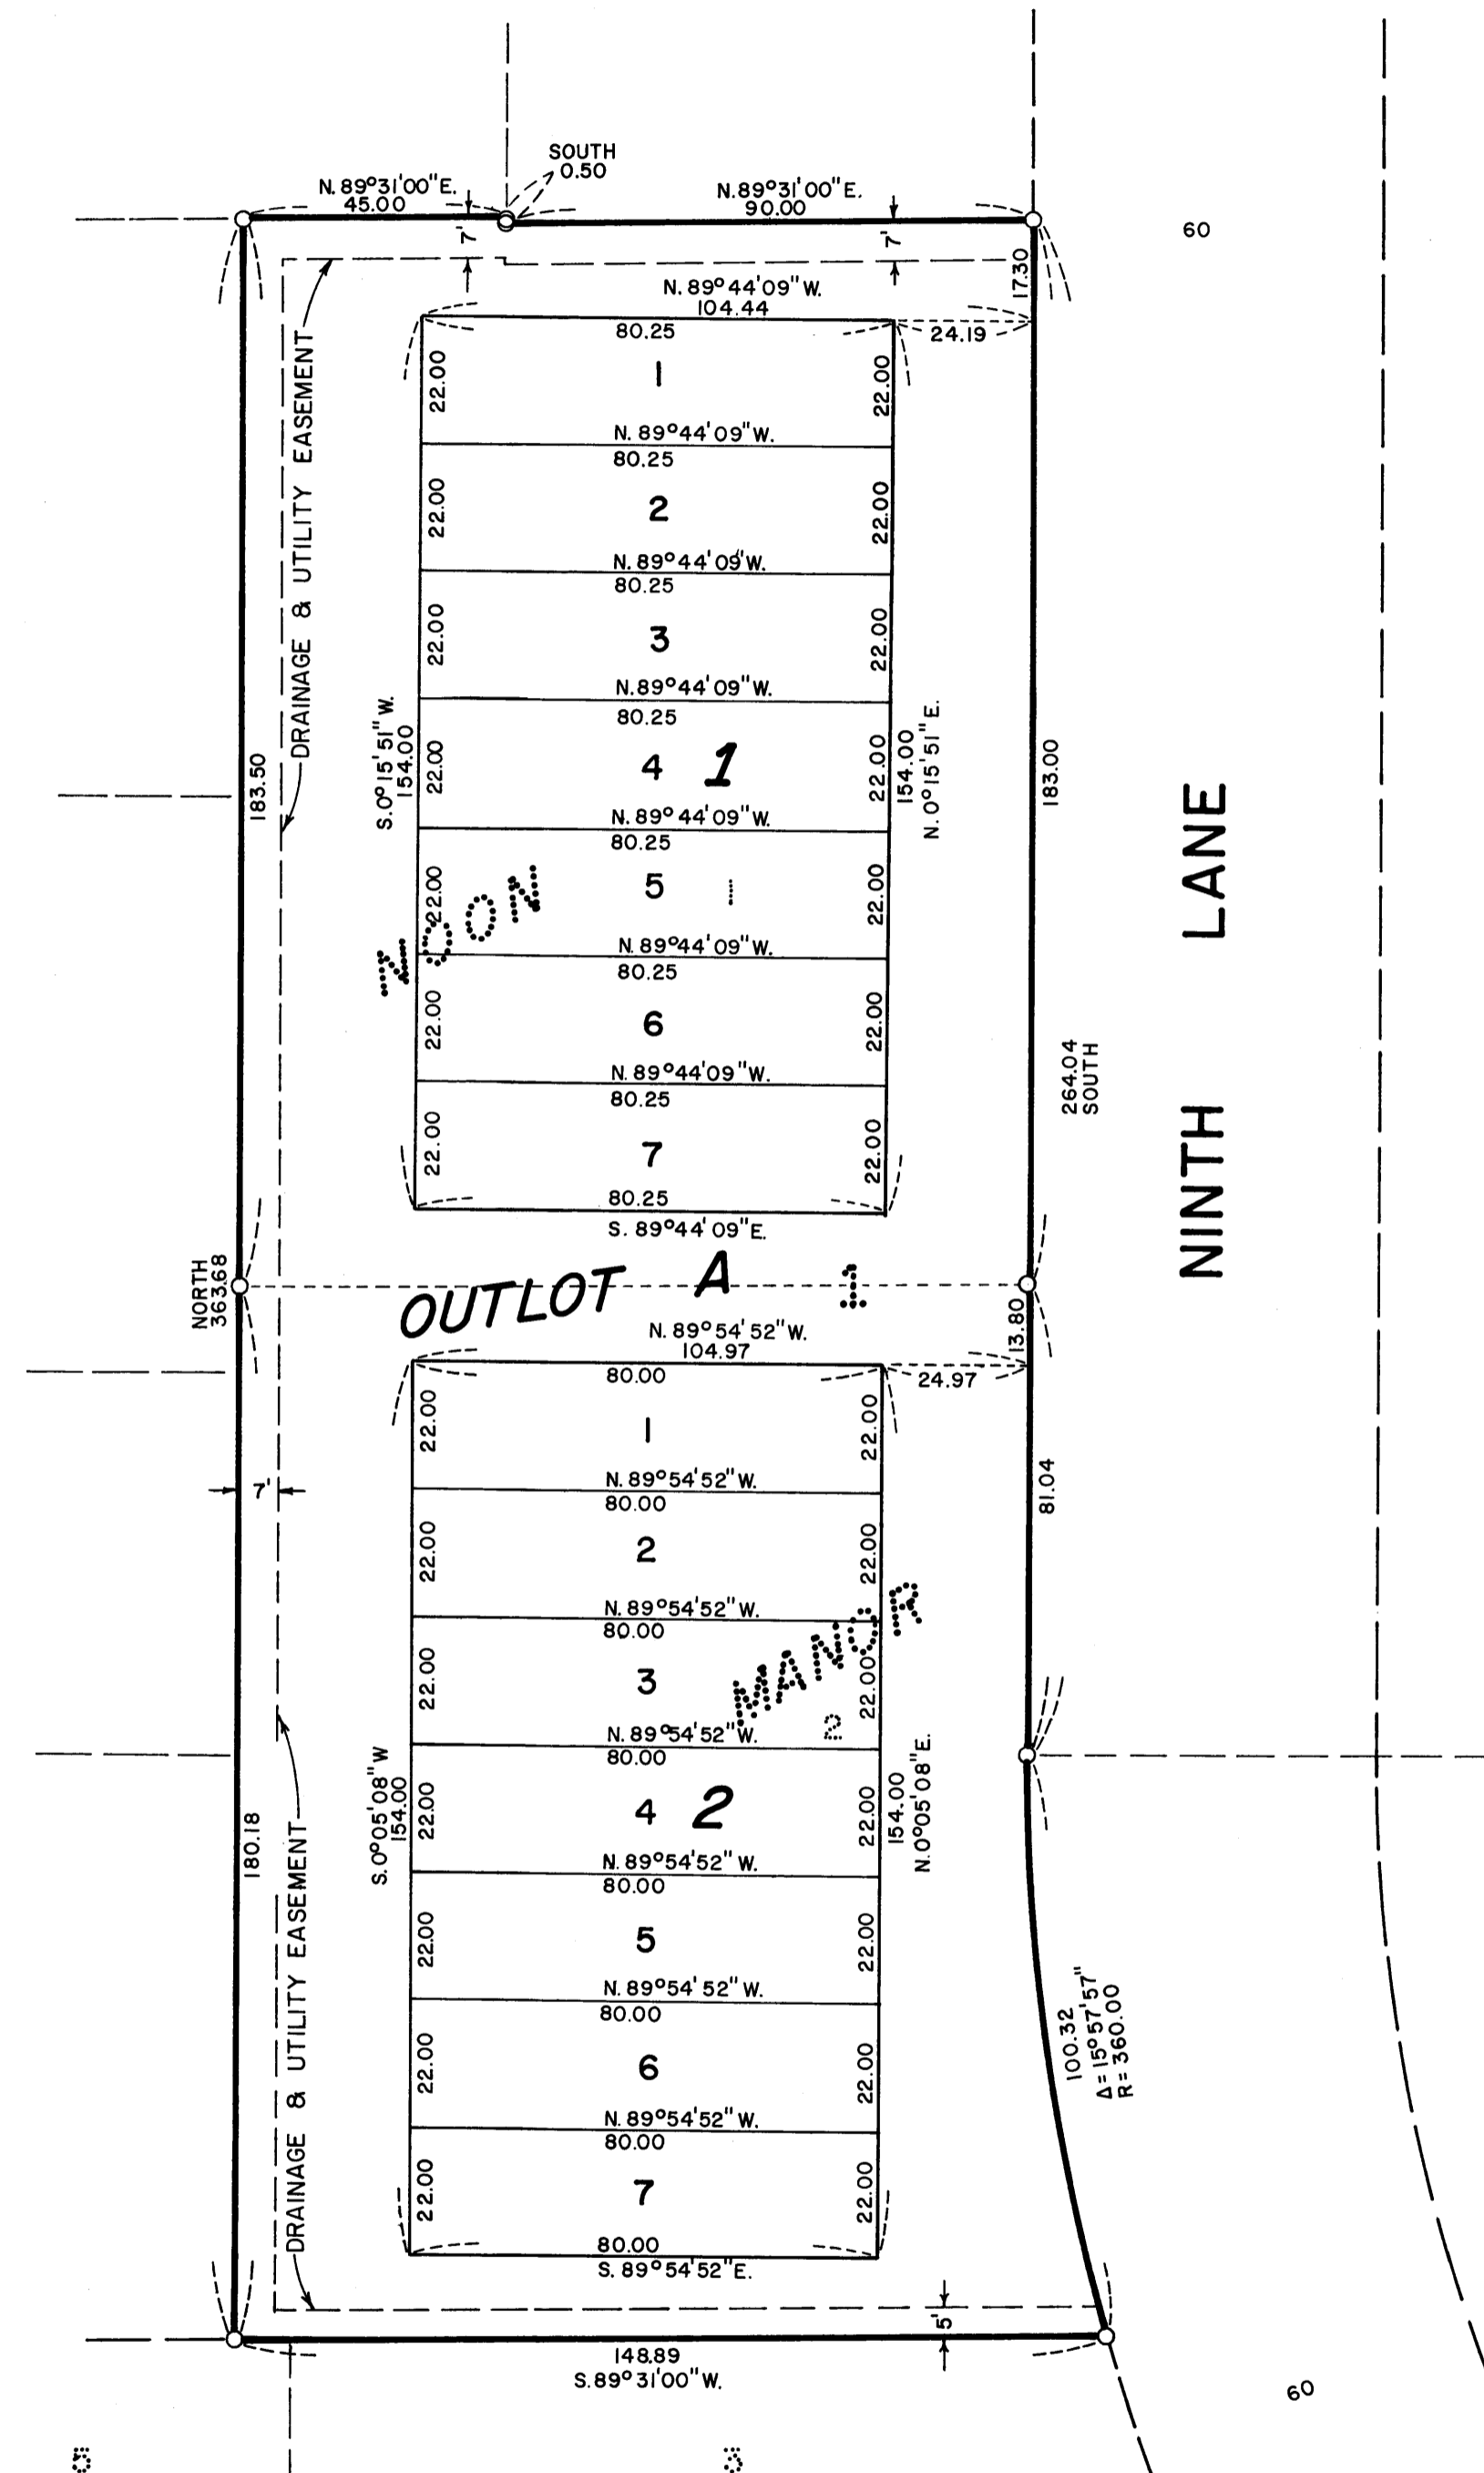 SOUTH
0.50
N. 89°31'00"E.
45.00
N.89°31'00"E.
90.00
60
7'
7'
17.30
N. 89°44'09"W.
104.44
80.25
24.19
22.00
1
22.00
N. 89°44'09"W.
80.25
22.00
2
22.00
N. 89°44'09"W.
80.25
22.00
3
22.00
N.89°44'09"W.
80.25
22.00
4
1
22.00
N. 89°44'09"W.
80.25
22.00
5
1
22.00
N. 89°44'09"W.
80.25
22.00
6
22.00
N. 89°44'09"W.
80.25
22.00
7
22.00
80.25
S. 89°44'09"E.
DRAINAGE & UTILITY EASEMENT
183.50
S.0°15'51"W.
154.00
154.00
N. 0°15'51"E.
183.00
NSON
NINTH LANE
264.04
SOUTH
NORTH
363.68
OUTLOT A
1
13.80
N. 89°54'52"W.
104.97
80.00
24.97
22.00
1
22.00
N. 89°54'52"W.
80.00
22.00
2
22.00
N. 89°54'52"W.
80.00
22.00
3
22.00
MANOR
2
N. 89°54'52"W.
80.00
22.00
4
2
22.00
N. 89°54'52"W.
80.00
22.00
5
22.00
N. 89°54'52"W.
80.00
22.00
6
22.00
N. 89°54'52"W.
80.00
22.00
7
22.00
80.00
S. 89°54'52"E.
7'
81.04
S.0°05'08"W
154.00
154.00
N.0°05'08"E.
180.18
DRAINAGE & UTILITY EASEMENT
100.32
Δ=15°57'57"
R=360.00
5'
148.89
S.89°31'00"W.
60
5
3